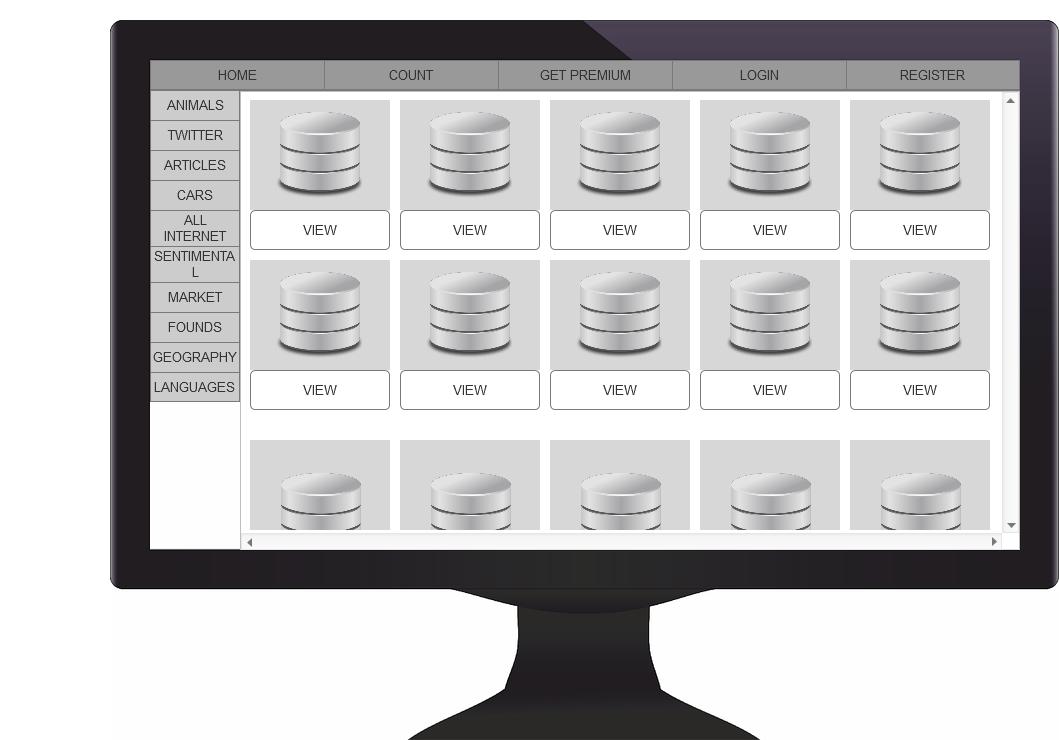 HOME COUNT GET PREMIUM LOGIN REGISTER
ANIMALS
TWITTER
ARTICLES
CARS
ALL
INTERNET
SENTIMENTA
L
MARKET
FOUNDS
GEOGRAPHY
LANGUAGES
VIEW VIEW VIEW VIEW VIEW
VIEW VIEW VIEW VIEW VIEW